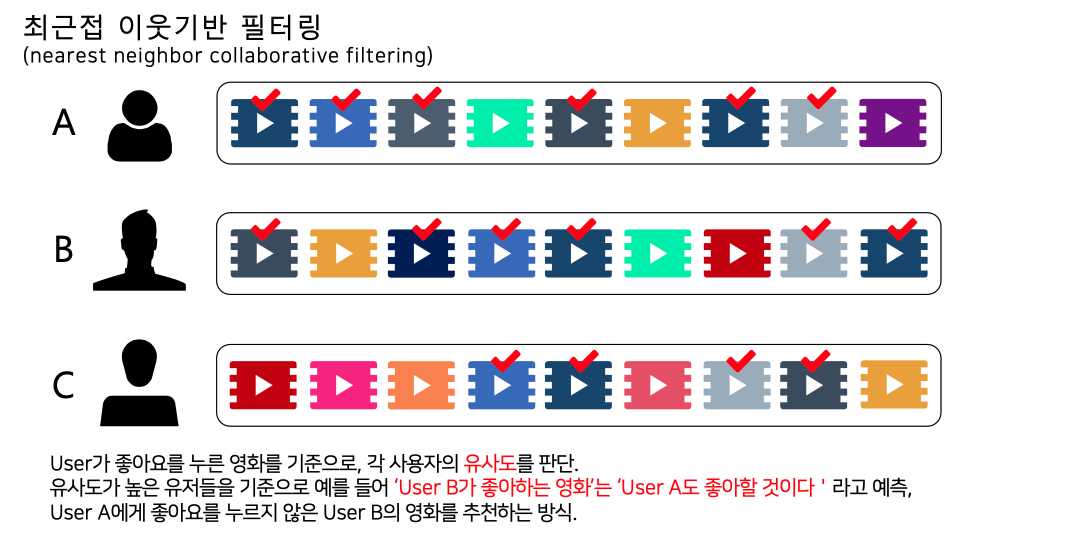 최근접 이웃기반 필터링
(nearest neighbor collaborative filtering)
A
B
C
User가 좋아요를 누른 영화를 기준으로, 각 사용자의 유사도를 판단.
유사도가 높은 유저들을 기준으로 예를 들어 ‘User B가 좋아하는 영화‘는 ‘User A도 좋아할 것이다 ' 라고 예측,
User A에게 좋아요를 누르지 않은 User B의 영화를 추천하는 방식.